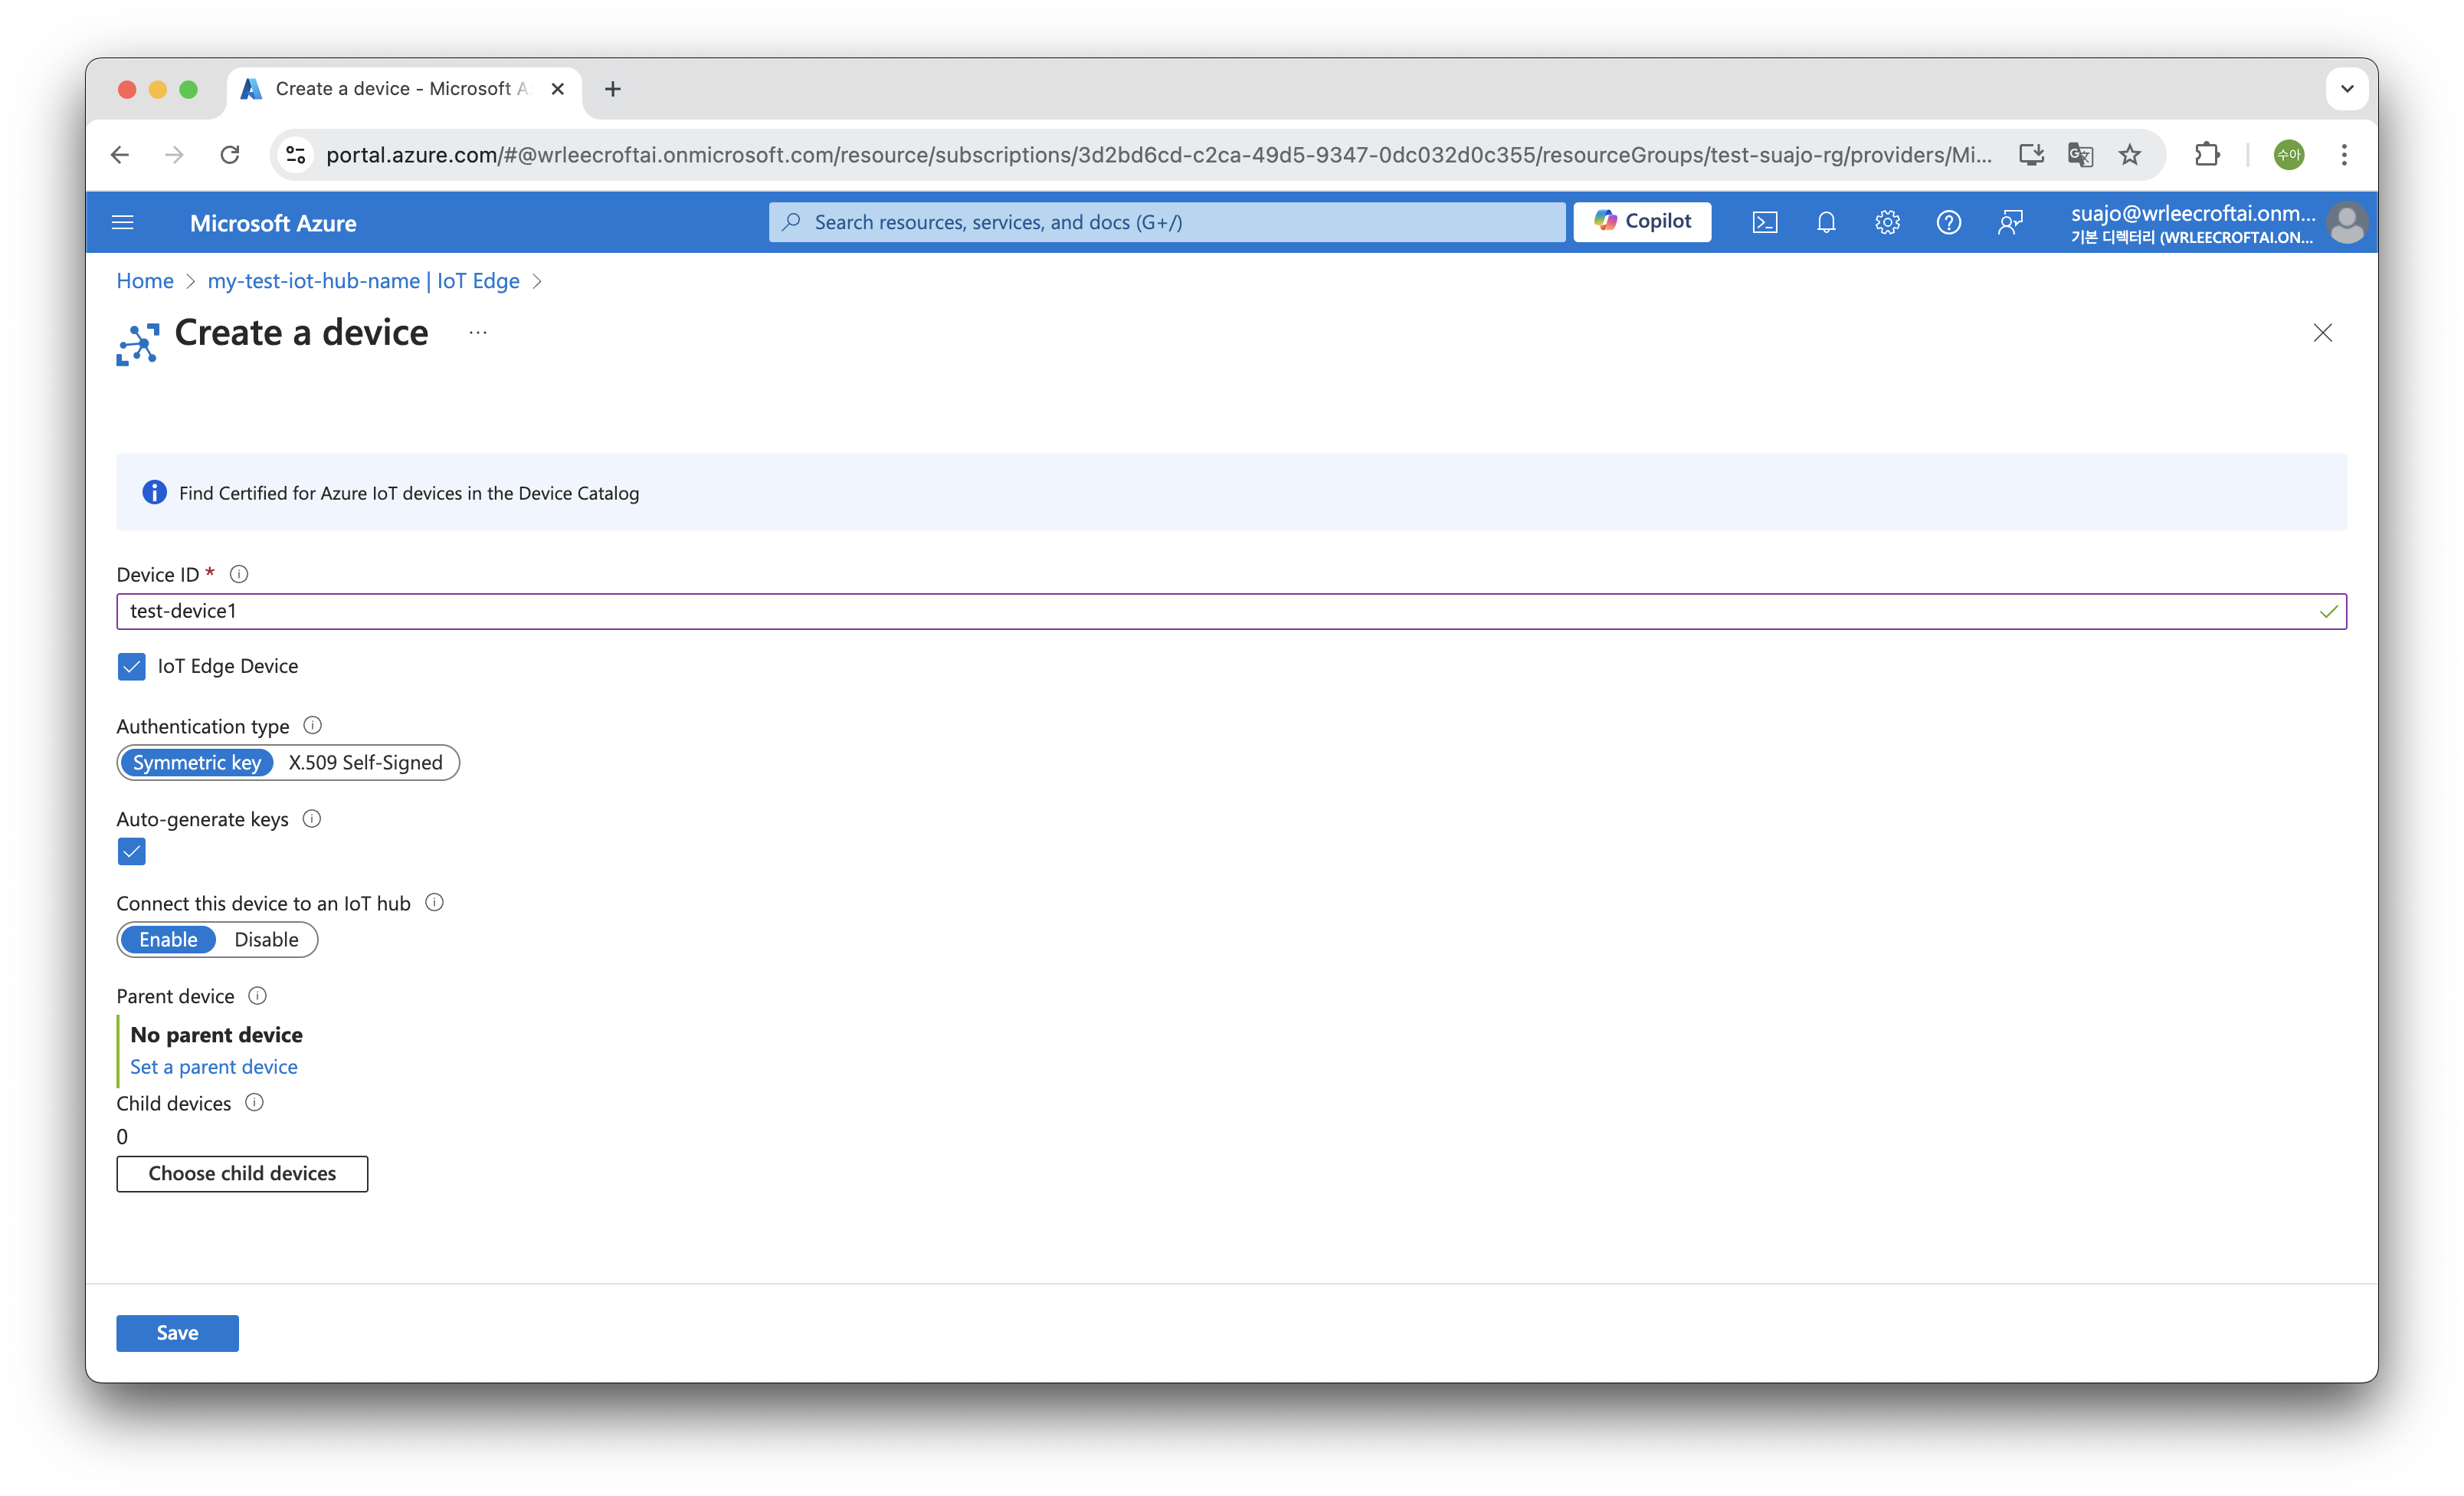 Create a device - Microsoft A
portal.azure.com/#@wrleecroftai.onmicrosoft.com/resource/subscriptions/3d2bd6cd-c2ca-49d5-9347-0dc032d0c355/resourceGroups/test-suajo-rg/providers/Mi...
수아
Microsoft Azure
Search resources, services, and docs (G+/)
Copilot
suajo@wrleecroftai.onm...
기본 디렉터리 (WRLEECROFTAI.ON...
Home > my-test-iot-hub-name | IoT Edge >
Create a device ...
Find Certified for Azure IoT devices in the Device Catalog
Device ID *
test-device1
IoT Edge Device
Authentication type
Symmetric key X.509 Self-Signed
Auto-generate keys
Connect this device to an IoT hub
Enable Disable
Parent device
No parent device
Set a parent device
Child devices
0
Choose child devices
Save